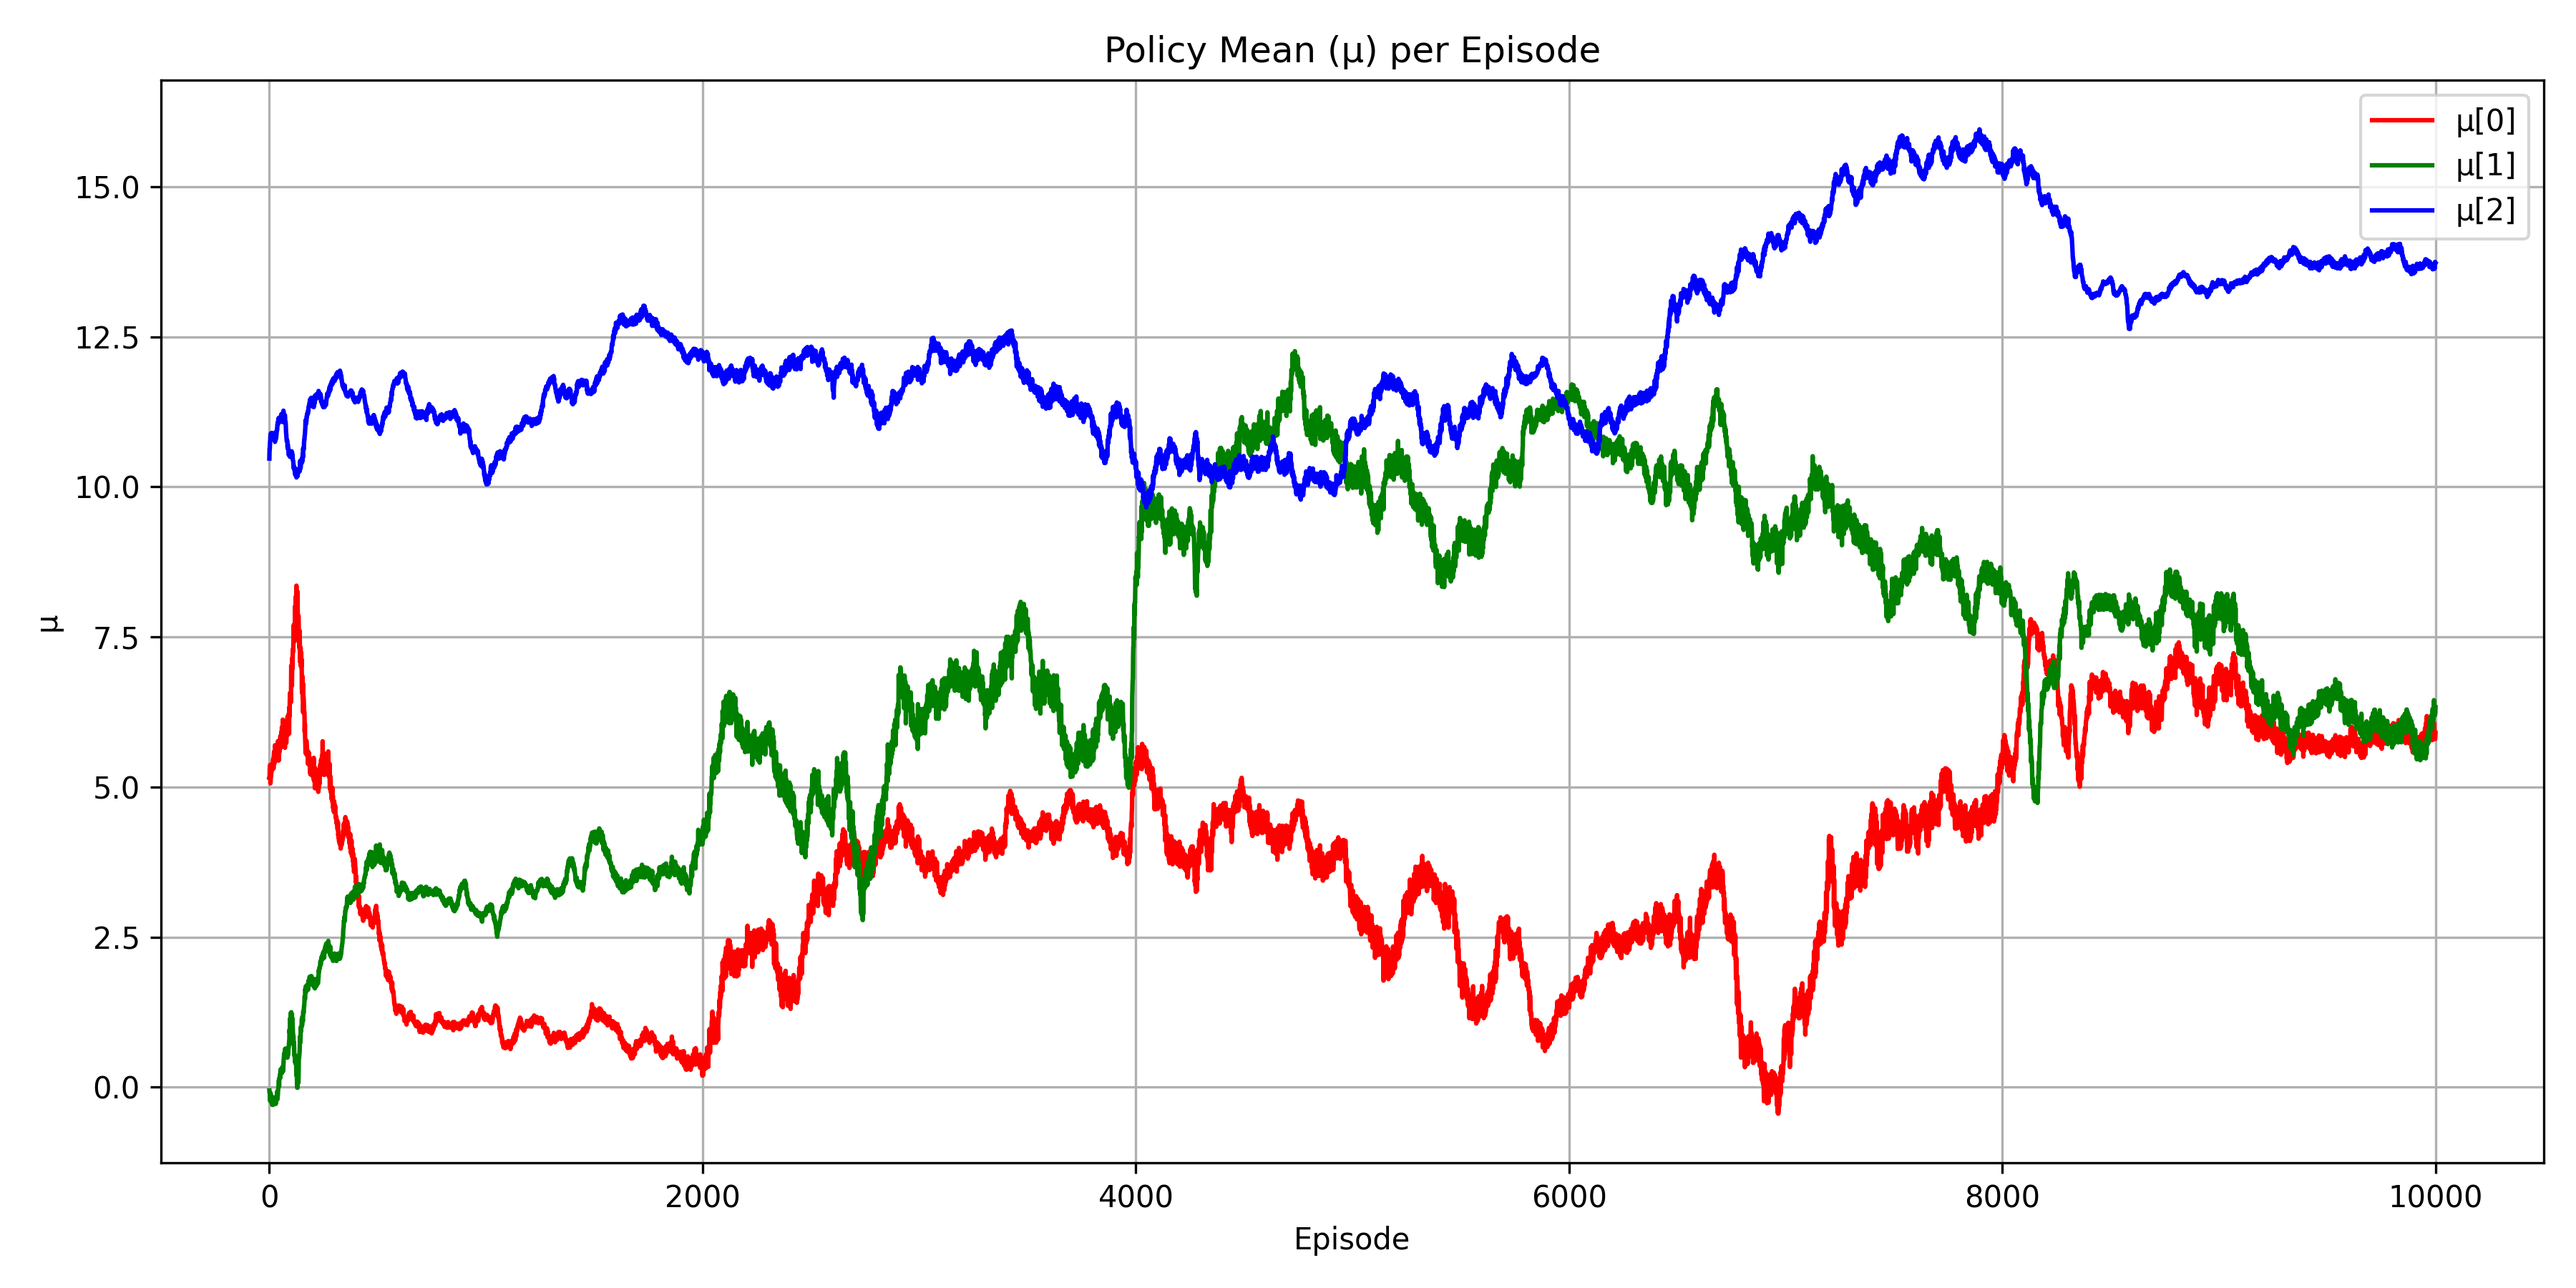 Policy Mean (μ) per Episode
μ[0]
μ[1]
μ[2]
μ
15.0
12.5
10.0
7.5
5.0
2.5
0.0
0 2000 4000 6000 8000 10000
Episode